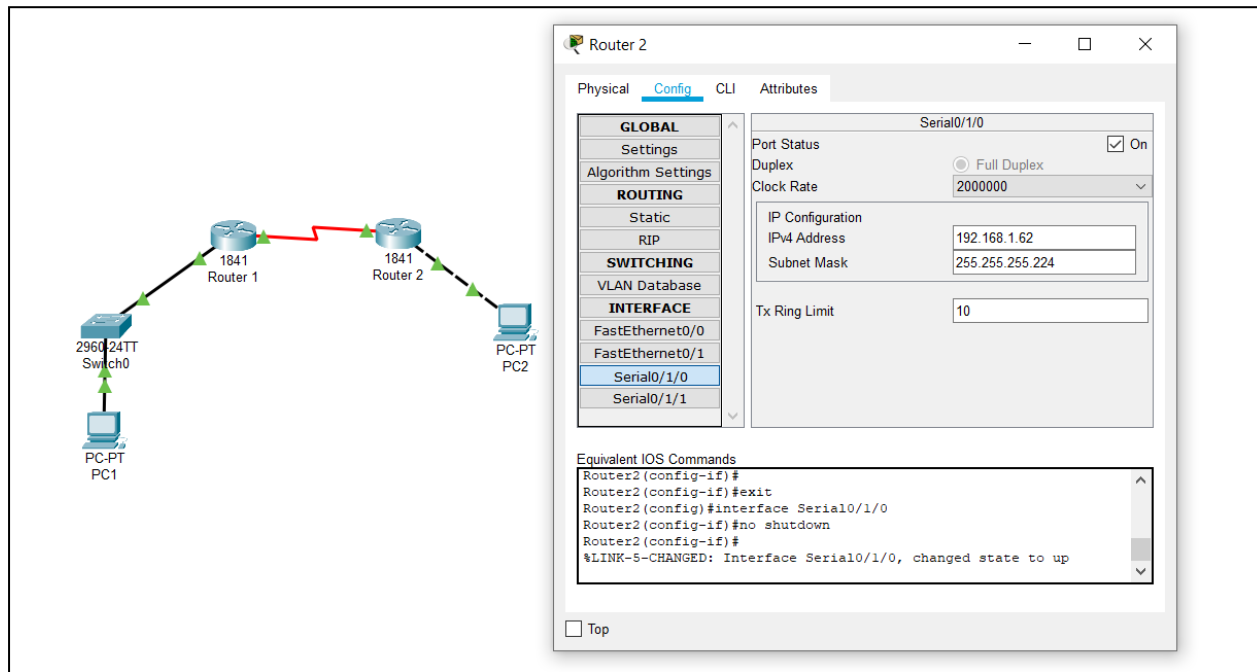 1841
Router 1
1841
Router 2
2960-24TT
Switch0
PC-PT
PC1
PC-PT
PC2
Router 2
Physical Config CLI Attributes
GLOBAL
Settings
Algorithm Settings
ROUTING
Static
RIP
SWITCHING
VLAN Database
INTERFACE
FastEthernet0/0
FastEthernet0/1
Serial0/1/0
Serial0/1/1
Serial0/1/0
Port Status On
Duplex Full Duplex
Clock Rate 2000000
IP Configuration
IPv4 Address 192.168.1.62
Subnet Mask 255.255.255.224
Tx Ring Limit 10
Equivalent IOS Commands
Router2(config-if)#
Router2(config-if)#exit
Router2(config)#interface Serial0/1/0
Router2(config-if)#no shutdown
Router2(config-if)#
%LINK-5-CHANGED: Interface Serial0/1/0, changed state to up
Top